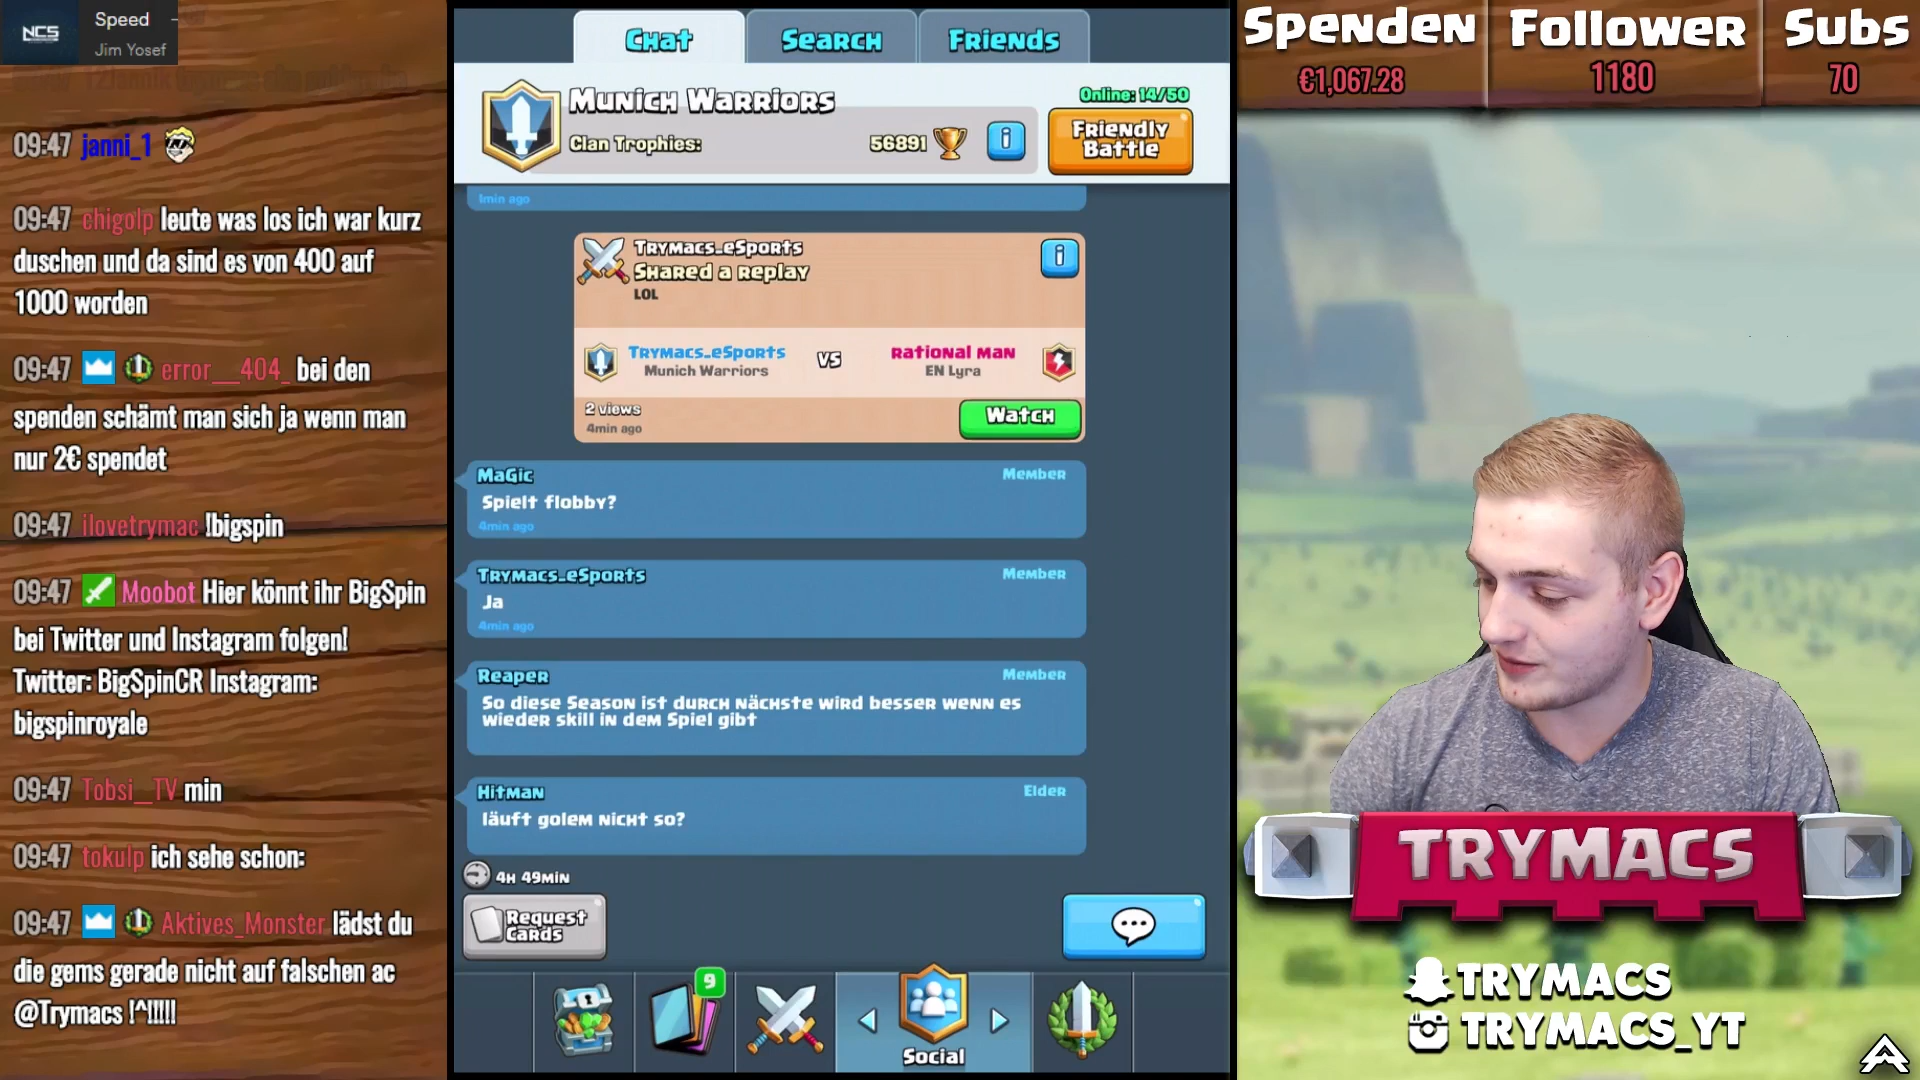 NCS
Speed
Jim Yosef
09:47 janni_1
09:47 chigolp leute was los ich war kurz
duschen und da sind es von 400 auf
1000 worden
09:47 error__404_ bei den
spenden schämt man sich ja wenn man
nur 2€ spendet
09:47 ilovetrymac !bigspin
09:47 Moobot Hier könnt ihr BigSpin
bei Twitter und Instagram folgen!
Twitter: BigSpinCR Instagram:
bigspinroyale
09:47 Tobsi__TV min
09:47 tokulp ich sehe schon:
09:47 Aktives_Monster lädst du
die gems gerade nicht auf falschen ac
@Trymacs !^!!!!!
Chat
Search
Friends
Munich Warriors
Online: 14/50
Clan Trophies:
56891
i
Friendly
Battle
1min ago
Trymacs_eSports
Shared a replay
LOL
i
Trymacs_eSports
Munich Warriors
VS
rational man
EN Lyra
2 views
4min ago
Watch
MaGic
Member
Spielt flobby?
4min ago
Trymacs_eSports
Member
Ja
4min ago
Reaper
Member
So diese Season ist durch nächste wird besser wenn es
wieder skill in dem Spiel gibt
Hitman
Elder
läuft golem nicht so?
4h 49min
Request
Cards
9
Social
Spenden
€1,067.28
Follower
1180
Subs
70
TRYMACS
TRYMACS
TRYMACS_YT